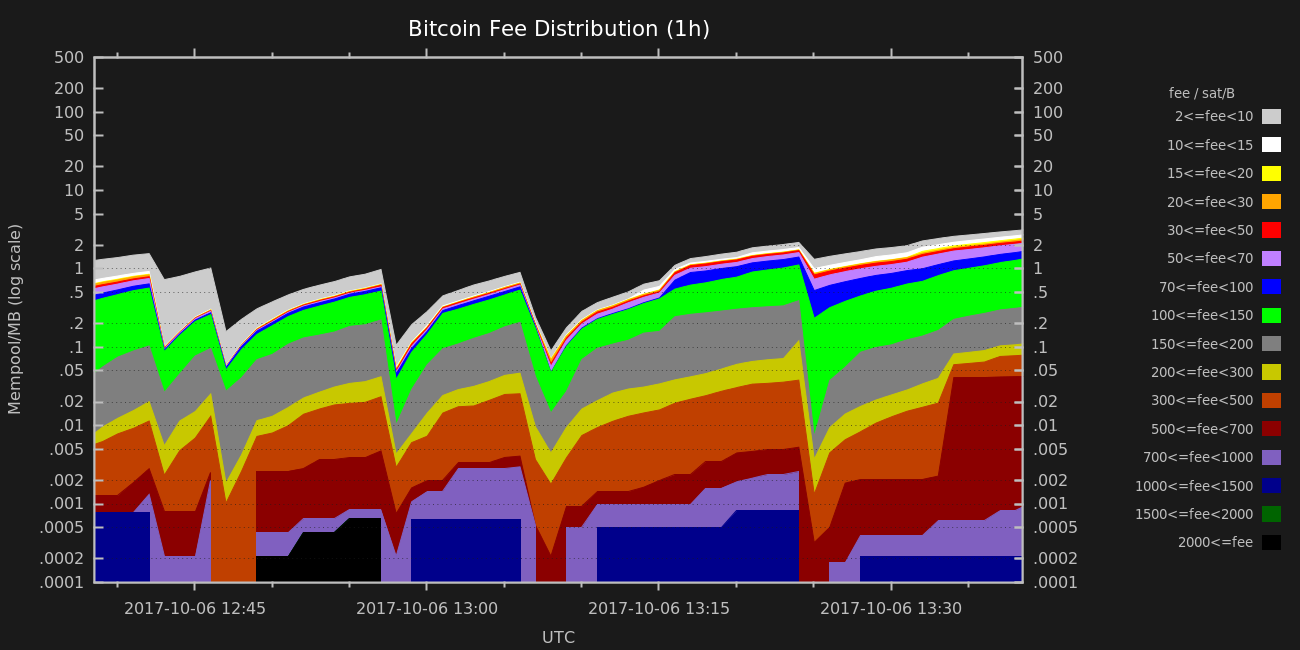 Bitcoin Fee Distribution (1h)
Mempool/MB (log scale)
500
200
100
50
20
10
5
2
1
.5
.2
.1
.05
.02
.01
.005
.002
.001
.0005
.0002
.0001
500
200
100
50
20
10
5
2
1
.5
.2
.1
.05
.02
.01
.005
.002
.001
.0005
.0002
.0001
2017-10-06 12:45
2017-10-06 13:00
2017-10-06 13:15
2017-10-06 13:30
UTC
fee / sat/B
2<=fee<10
10<=fee<15
15<=fee<20
20<=fee<30
30<=fee<50
50<=fee<70
70<=fee<100
100<=fee<150
150<=fee<200
200<=fee<300
300<=fee<500
500<=fee<700
700<=fee<1000
1000<=fee<1500
1500<=fee<2000
2000<=fee